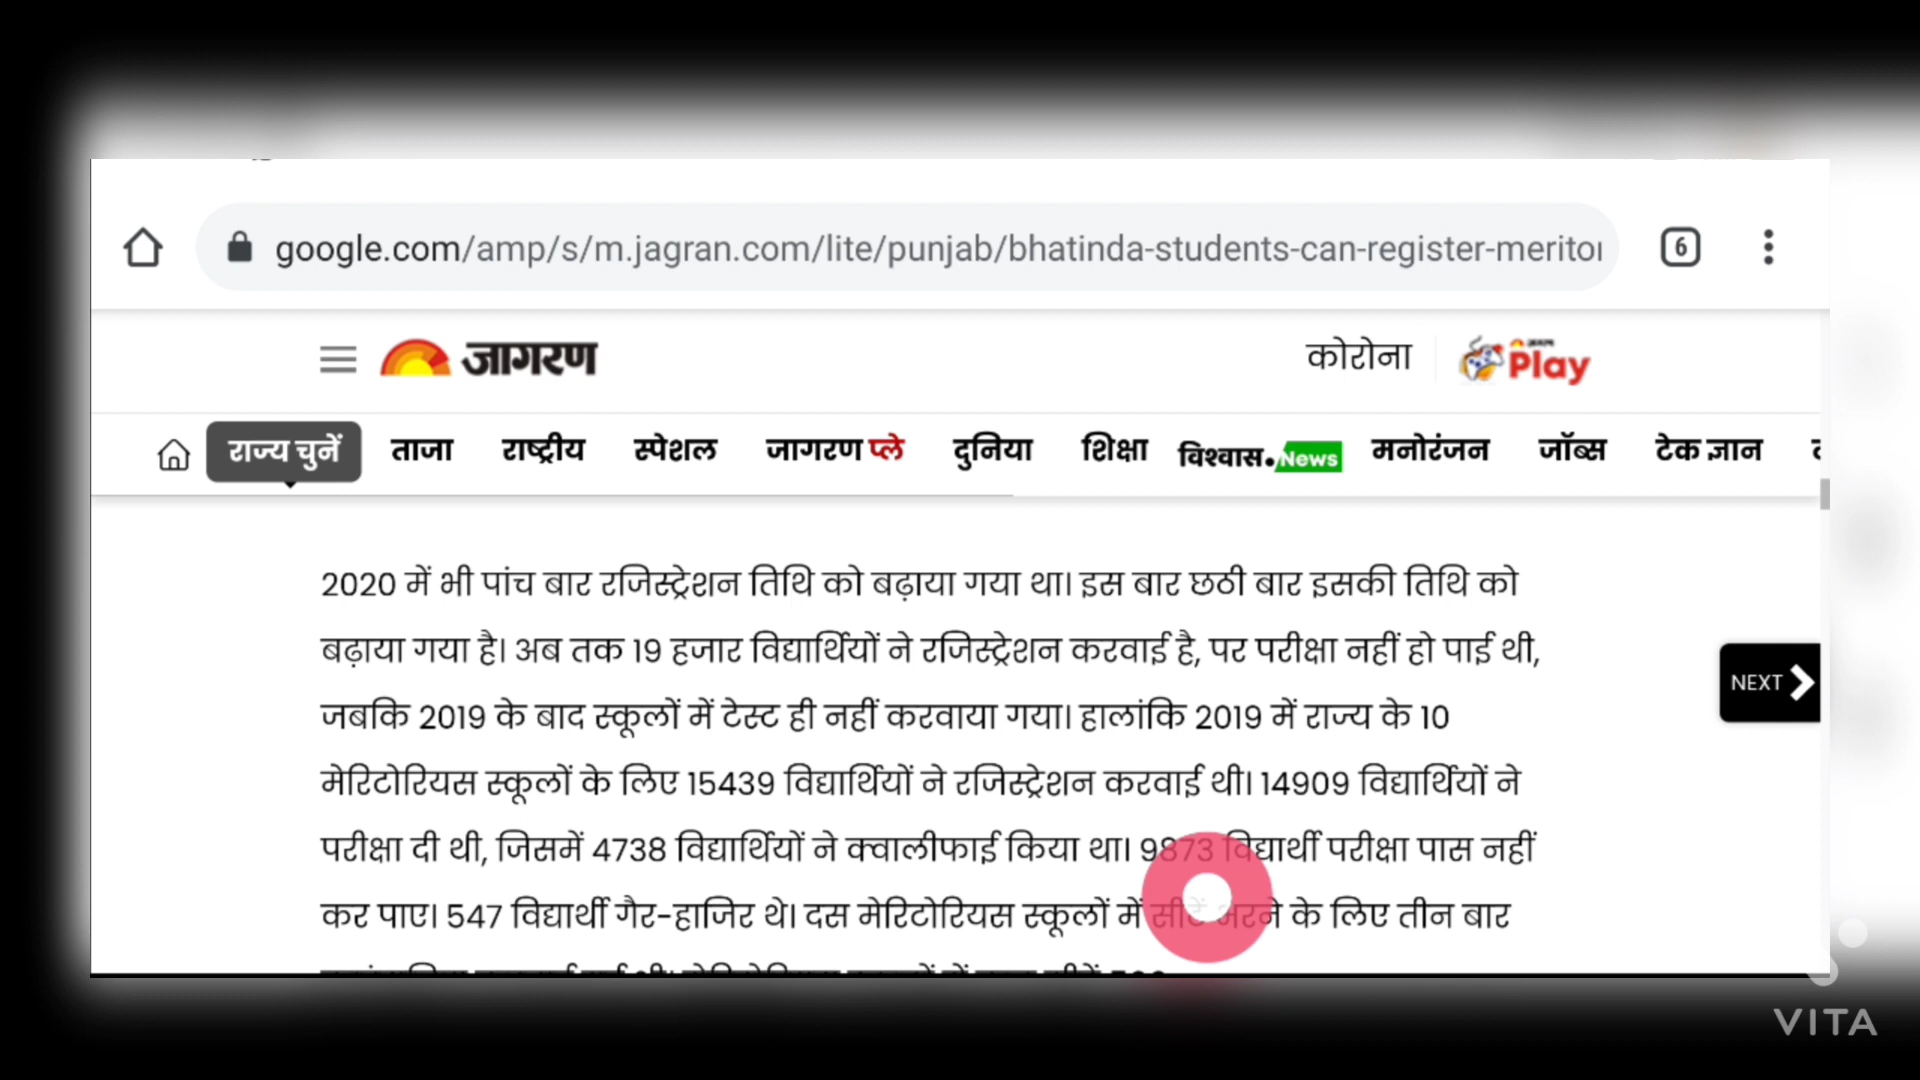 google.com/amp/s/m.jagran.com/lite/punjab/bhatinda-students-can-register-merito
6
जागरण
कोरोना
Play
राज्य चुनें ताजा राष्ट्रीय स्पेशल जागरण प्ले दुनिया शिक्षा विश्वास.News मनोरंजन जॉब्स टेक ज्ञान
2020 में भी पांच बार रजिस्ट्रेशन तिथि को बढ़ाया गया था। इस बार छठी बार इसकी तिथि को
बढ़ाया गया है। अब तक 19 हजार विद्यार्थियों ने रजिस्ट्रेशन करवाई है, पर परीक्षा नहीं हो पाई थी,
NEXT
जबकि 2019 के बाद स्कूलों में टेस्ट ही नहीं करवाया गया। हालांकि 2019 में राज्य के 10
मेरिटोरियस स्कूलों के लिए 15439 विद्यार्थियों ने रजिस्ट्रेशन करवाई थी। 14909 विद्यार्थियों ने
परीक्षा दी थी, जिसमें 4738 विद्यार्थियों ने क्वालीफाई किया था। 9873 विद्यार्थी परीक्षा पास नहीं
कर पाए। 547 विद्यार्थी गैर-हाजिर थे। दस मेरिटोरियस स्कूलों में सीटें भरने के लिए तीन बार
VITA